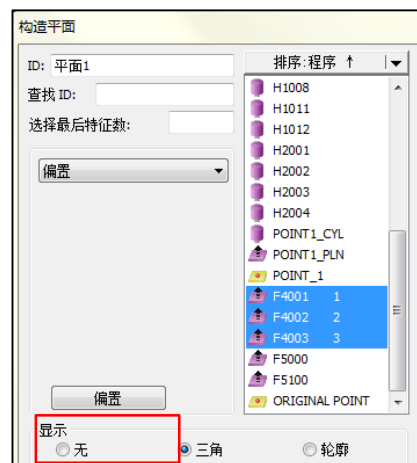 构造平面
ID: 平面1
查找 ID:
选择最后特征数:
偏置
偏置
排序:程序 ↑
H1008
H1011
H1012
H2001
H2002
H2003
H2004
POINT1_CYL
POINT1_PLN
POINT_1
F4001 1
F4002 2
F4003 3
F5000
F5100
ORIGINAL POINT
显示
无 三角 轮廓